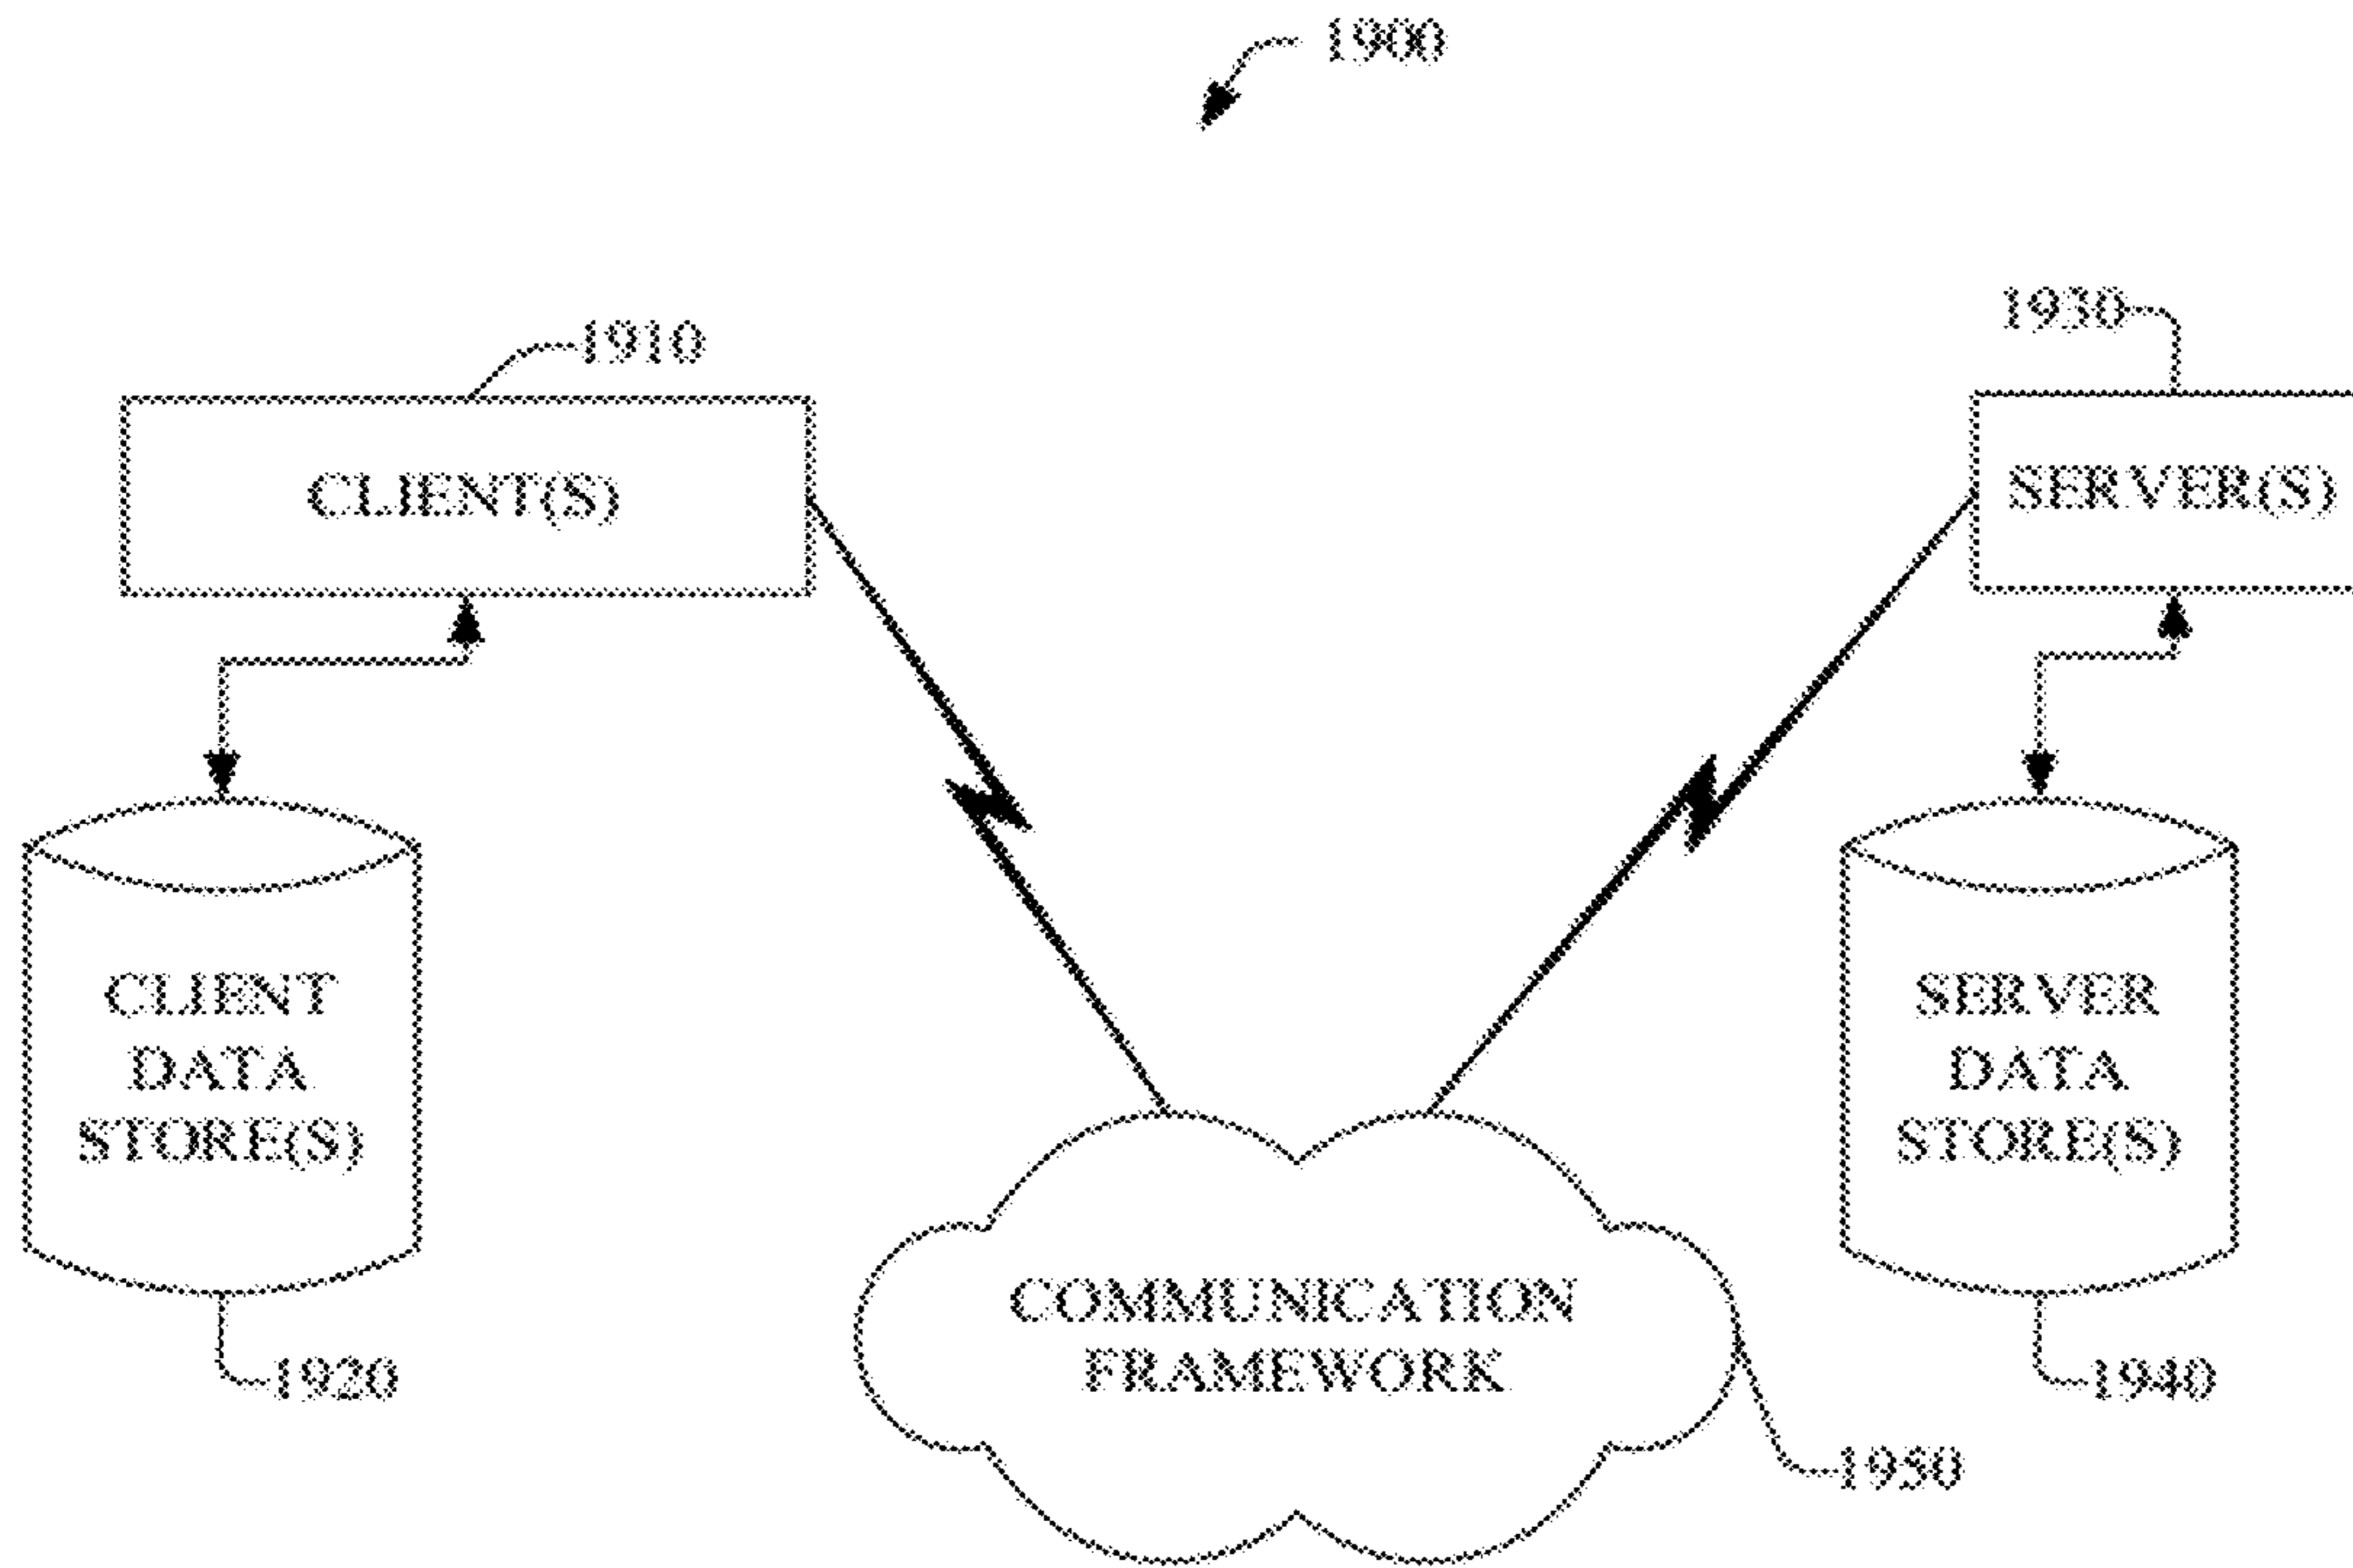 1900
1910
1930
CLIENT(S)
SERVER(S)
CLIENT
DATA
STORE(S)
SERVER
DATA
STORE(S)
COMMUNICATION
FRAMEWORK
1920
1940
1950